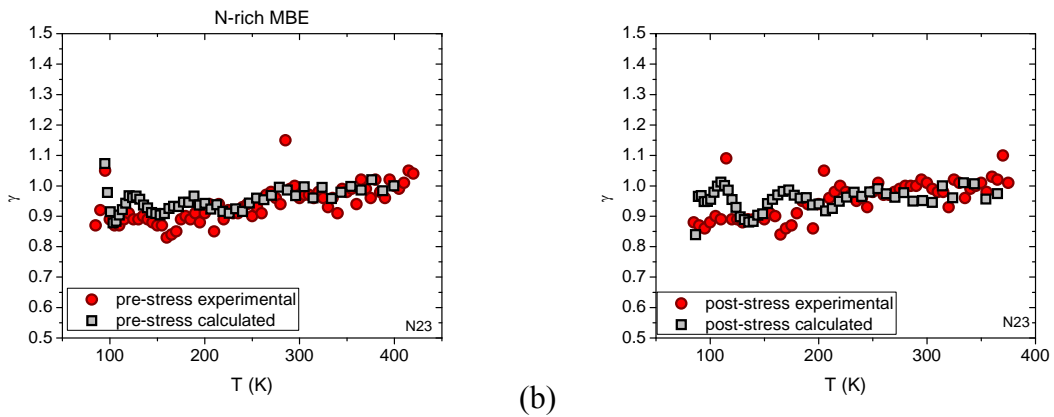 N-rich MBE
1.5
1.4
1.3
1.2
1.1
1.0
0.9
0.8
0.7
0.6
0.5
γ
pre-stress experimental
pre-stress calculated
N23
100
200
300
400
T (K)
1.5
1.4
1.3
1.2
1.1
1.0
0.9
0.8
0.7
0.6
0.5
γ
post-stress experimental
post-stress calculated
N23
100
200
300
400
T (K)
(b)